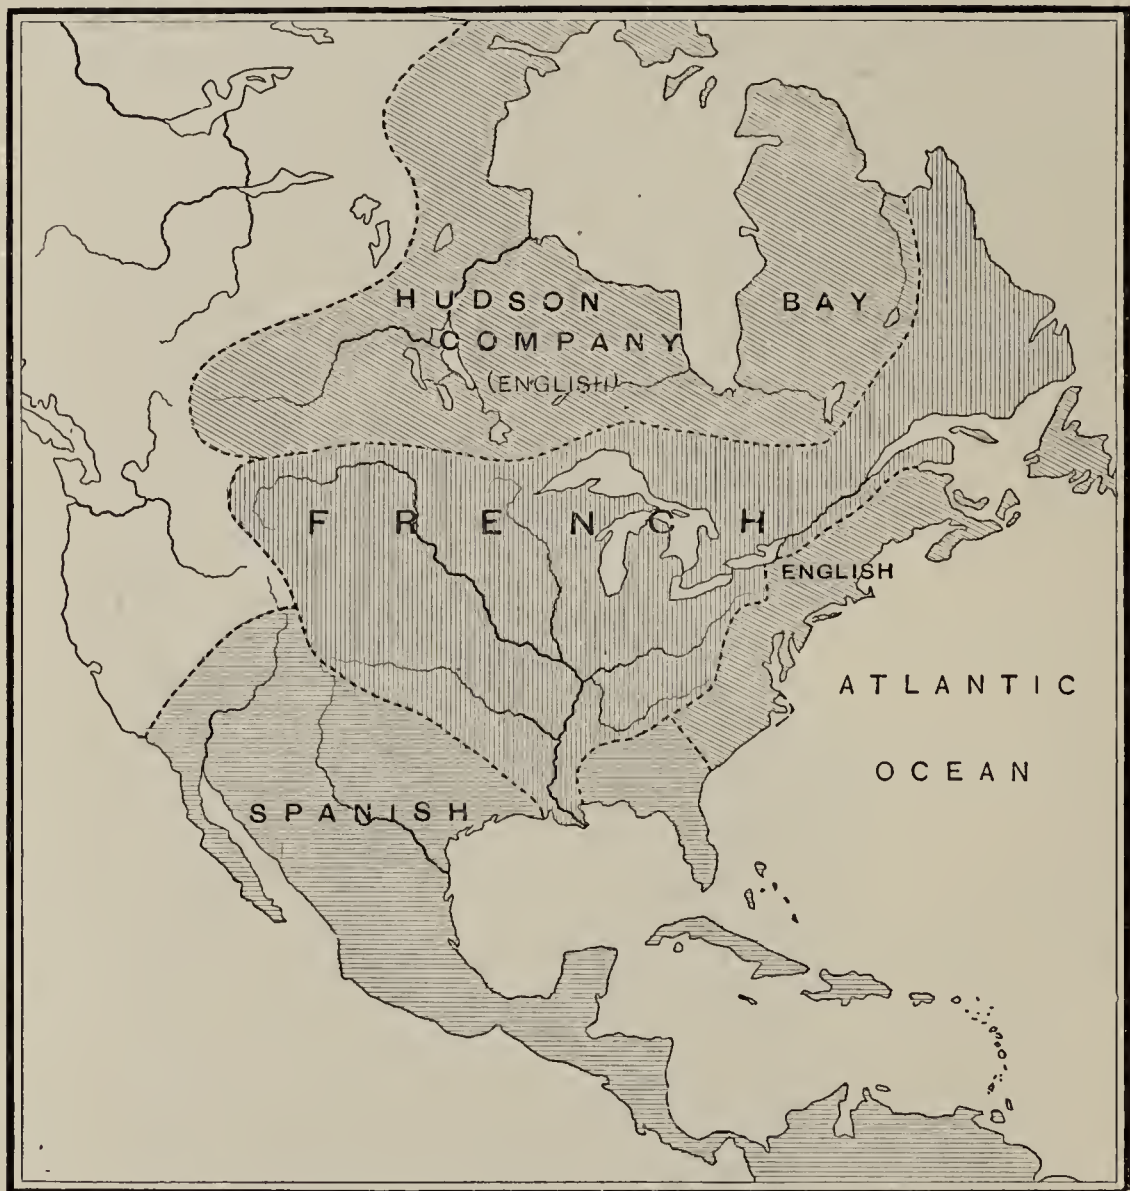 HUDSON BAY
COMPANY
(ENGLISH)
FRENCH
ENGLISH
ATLANTIC
OCEAN
SPANISH